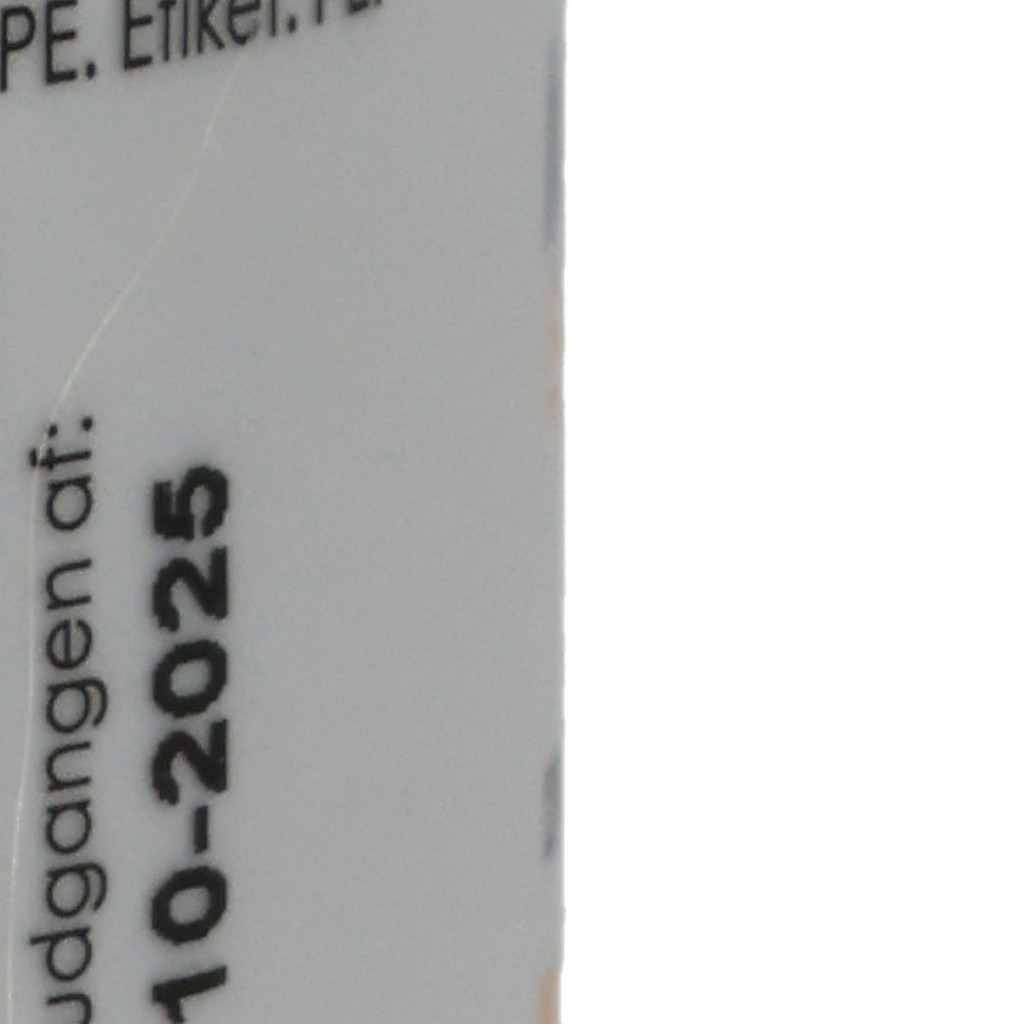 PE. Etiket:
udgangen af:
10-2025